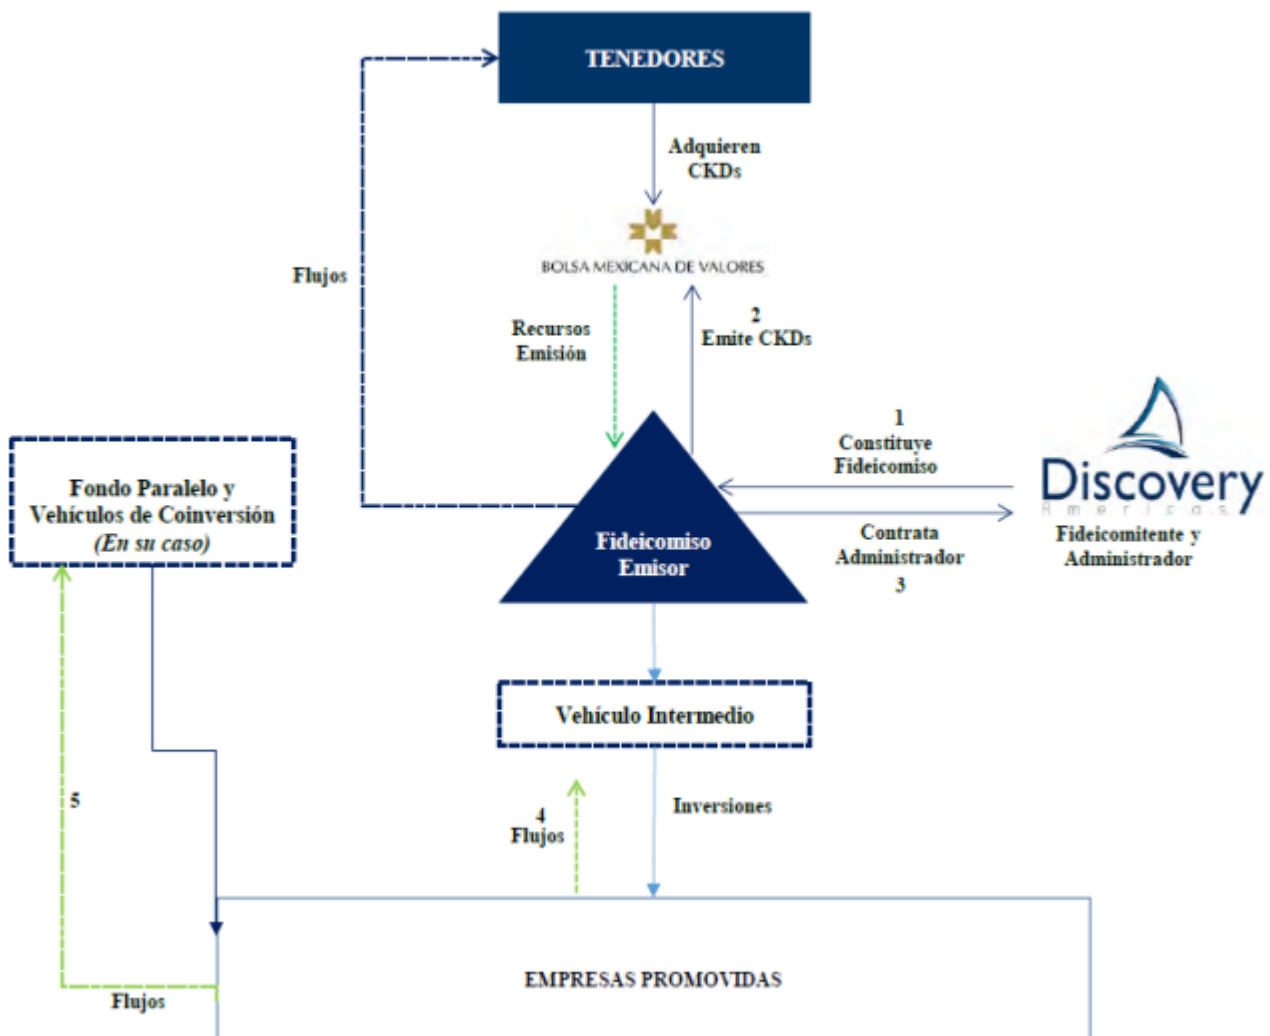 TENEDORES
Adquieren
CKDs
BOLSA MEXICANA DE VALORES
Flujos
Recursos
Emisión
2
Emite CKDs
1
Constituye
Fideicomiso
Discovery
Americas
Fideicomitente y
Administrador
Contrata
Administrador
3
Fondo Paralelo y
Vehículos de Coinversión
(En su caso)
Fideicomiso
Emisor
Vehículo Intermedio
5
4
Flujos
Inversiones
EMPRESAS PROMOVIDAS
Flujos